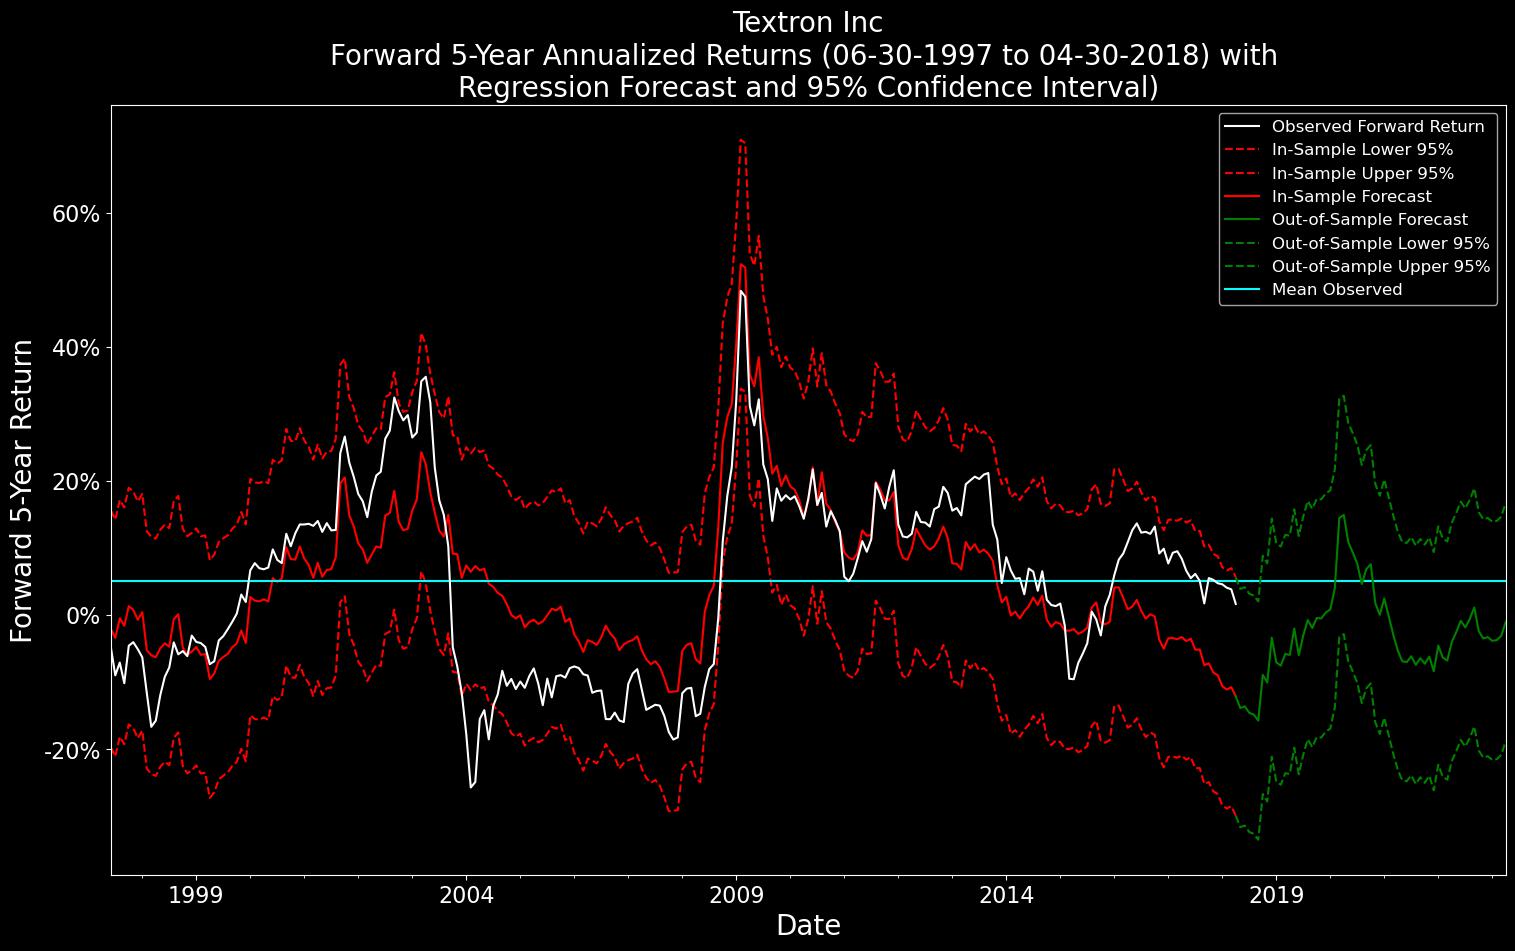 Textron Inc
Forward 5-Year Annualized Returns (06-30-1997 to 04-30-2018) with
Regression Forecast and 95% Confidence Interval)
Observed Forward Return
In-Sample Lower 95%
In-Sample Upper 95%
In-Sample Forecast
Out-of-Sample Forecast
Out-of-Sample Lower 95%
Out-of-Sample Upper 95%
Mean Observed
Forward 5-Year Return
60%
40%
20%
0%
-20%
1999 2004 2009 2014 2019
Date